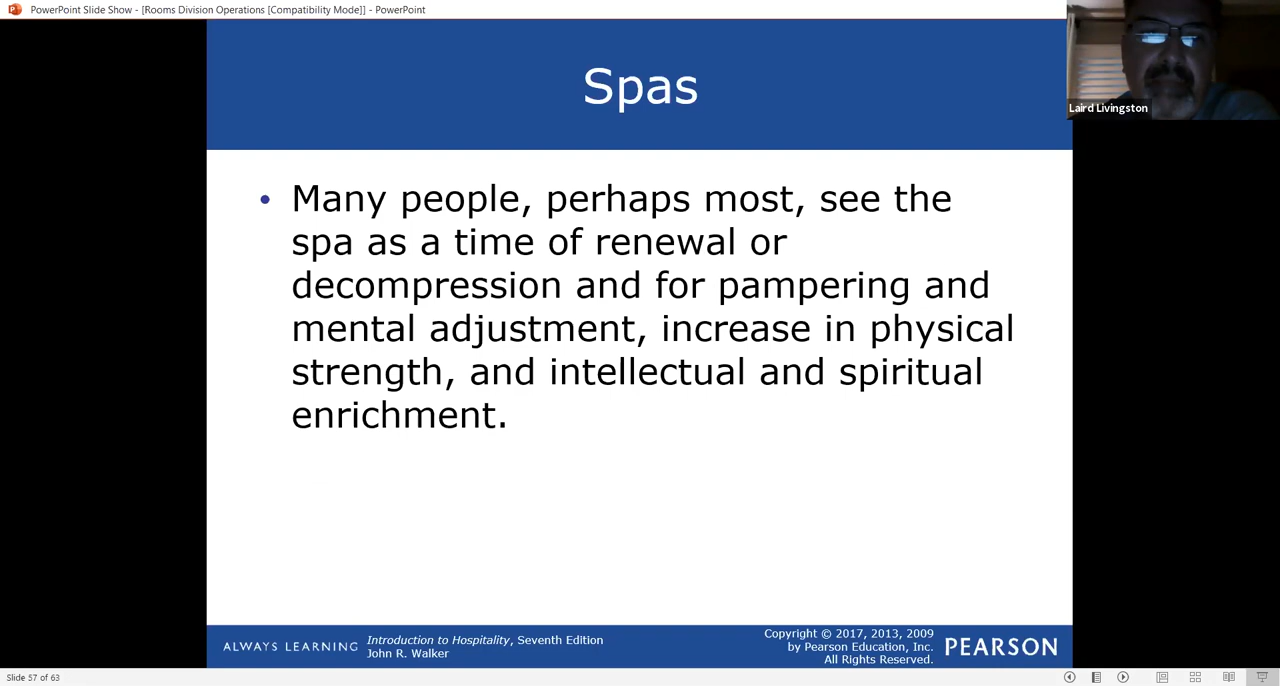 PowerPoint Slide Show - [Rooms Division Operations [Compatibility Mode]] - PowerPoint
Laird Livingston
Spas
• Many people, perhaps most, see the
spa as a time of renewal or
decompression and for pampering and
mental adjustment, increase in physical
strength, and intellectual and spiritual
enrichment.
ALWAYS LEARNING
Introduction to Hospitality, Seventh Edition
John R. Walker
Copyright © 2017, 2013, 2009
by Pearson Education, Inc.
All Rights Reserved.
PEARSON
Slide 57 of 63